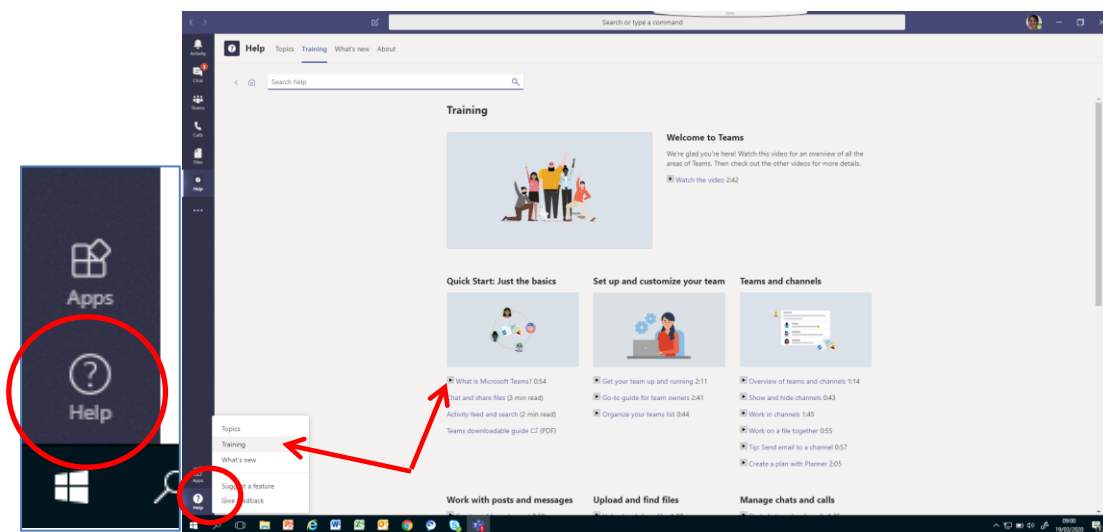 Apps
Help
Search or type a command
Activity
Chat
Teams
Calls
Files
Help
Apps
Help
Help
Topics
Training
What's new
About
Search help
Training
Welcome to Teams
We're glad you're here! Watch this video for an overview of all the
areas of Teams. Then check out the other videos for more details.
Watch the video 2:42
Quick Start: Just the basics
What is Microsoft Teams? 0:54
Chat and share files (3 min read)
Activity feed and search (2 min read)
Teams downloadable guide (PDF)
Set up and customize your team
Get your team up and running 2:11
Go-to guide for team owners 2:41
Organize your teams list 0:44
Teams and channels
Overview of teams and channels 1:14
Show and hide channels 0:43
Work in channels 1:45
Work on a file together 0:55
Tip: Send email to a channel 0:57
Create a plan with Planner 2:05
Work with posts and messages
Upload and find files
Manage chats and calls
Topics
Training
What's new
Suggest a feature
Give feedback
09:00
19/03/2020